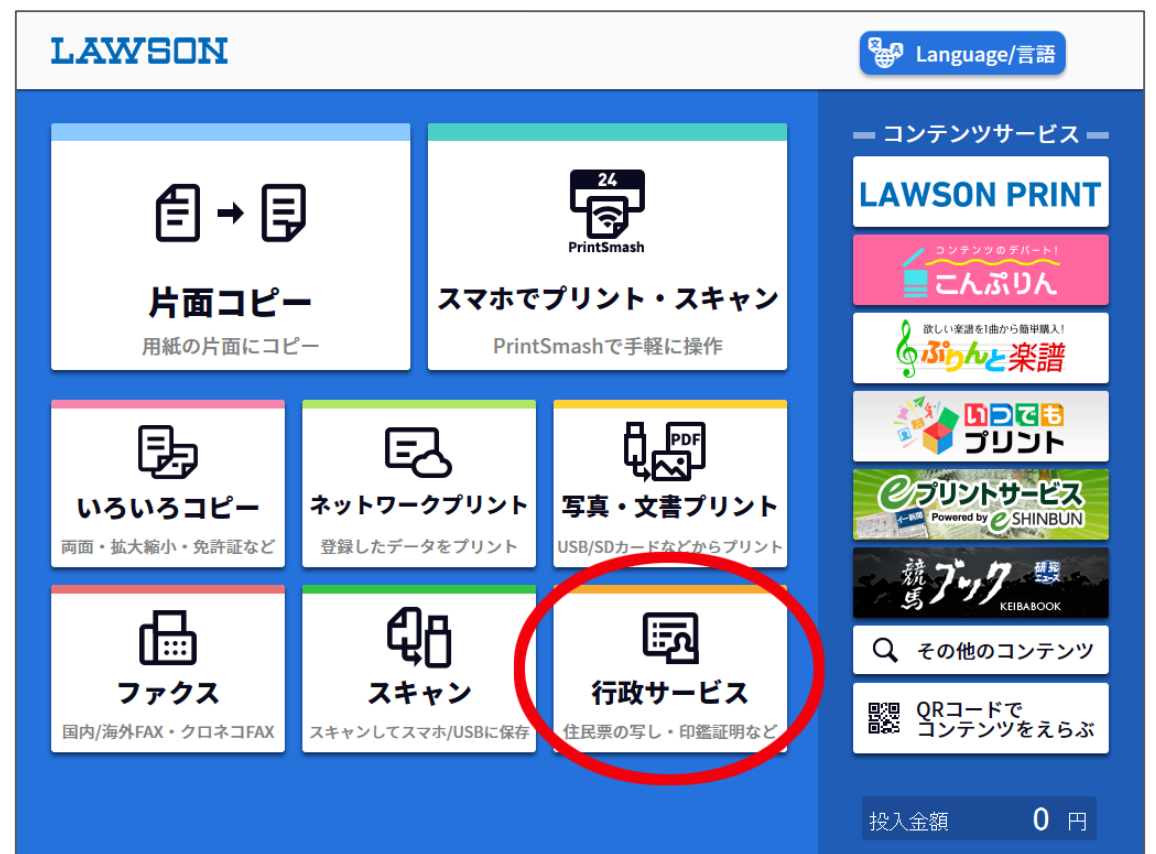 LAWSON
Language/言語
片面コピー
用紙の片面にコピー
24
PrintSmash
スマホでプリント・スキャン
PrintSmashで手軽に操作
いろいろコピー
両面・拡大縮小・免許証など
ネットワークプリント
登録したデータをプリント
PDF
写真・文書プリント
USB/SDカードなどからプリント
ファクス
国内/海外FAX・クロネコFAX
スキャン
スキャンしてスマホ/USBに保存
行政サービス
住民票の写し・印鑑証明など
コンテンツサービス
LAWSON PRINT
コンテンツのデパート!
こんぷりん
欲しい楽譜を1曲から簡単購入!
ぷりんと楽譜
いつでも
プリント
eプリントサービス
イー新聞
Powered by e SHINBUN
競馬ブック
研究
ニュース
KEIBABOOK
その他のコンテンツ
QRコードで
コンテンツをえらぶ
投入金額 0 円